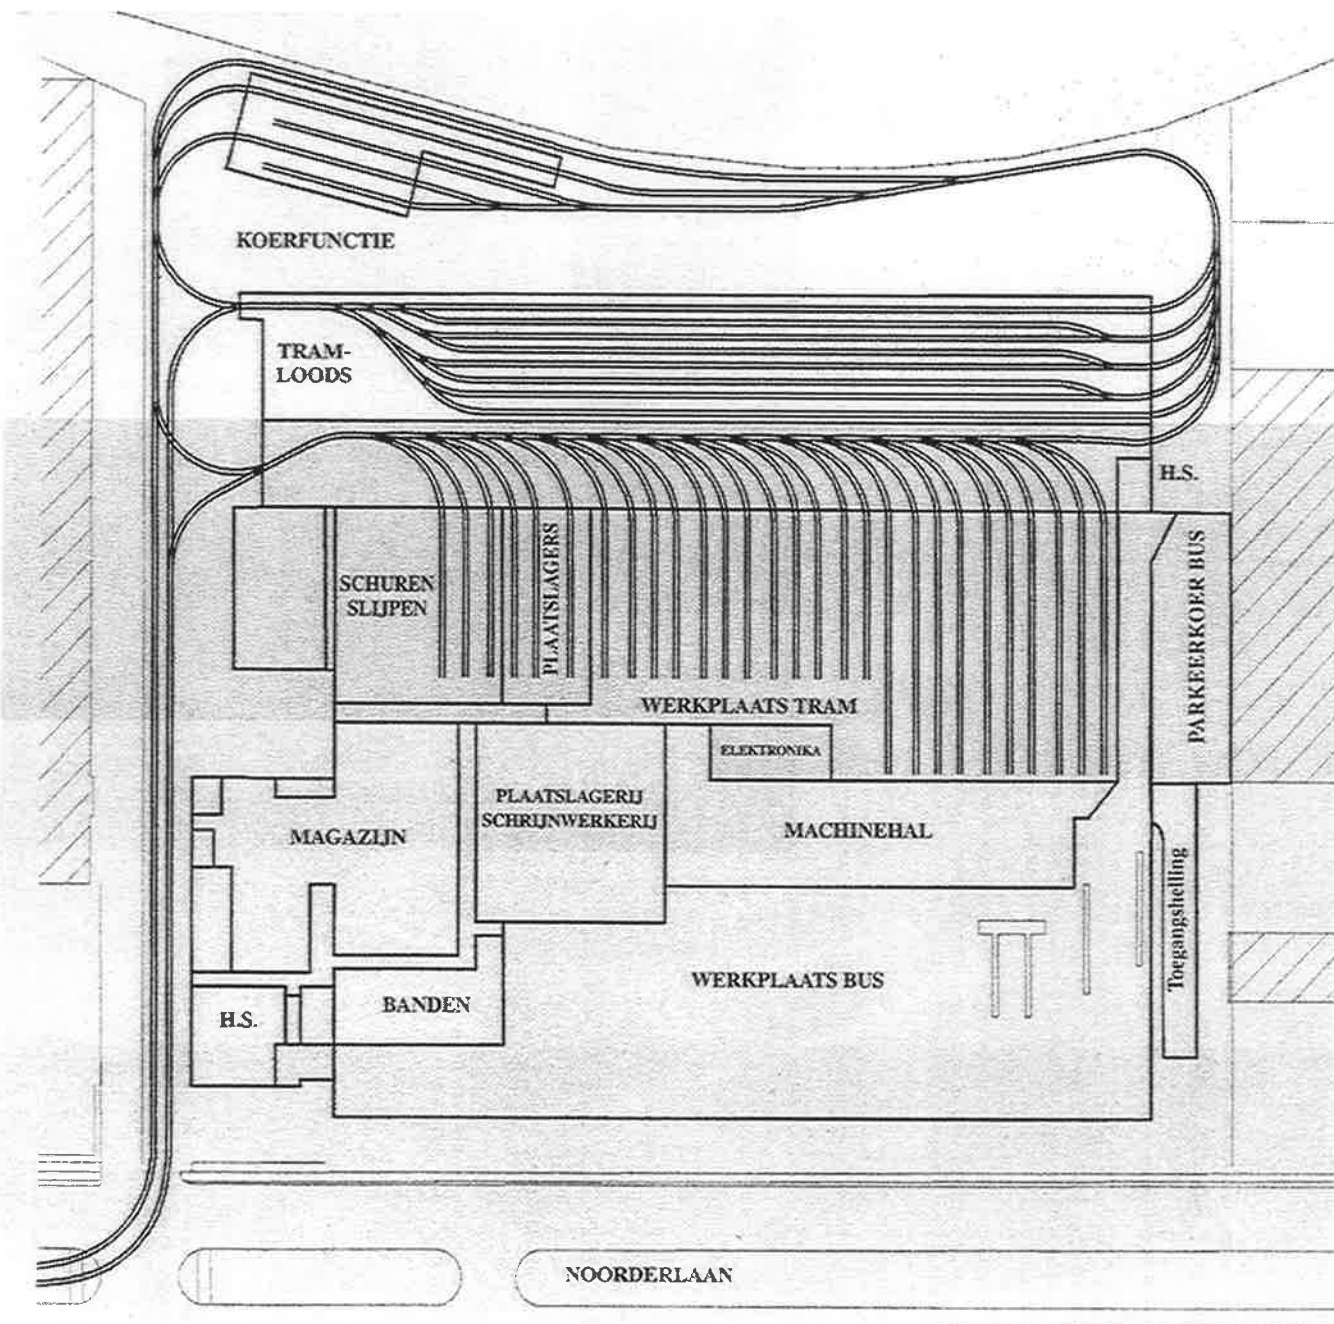 KOERFUNCTIE
TRAM-
LOODS
H.S.
SCHUREN
SLIJPEN
PLAATSLAGERS
PARKEERKOER BUS
WERKPLAATS TRAM
ELEKTRONIKA
PLAATSLAGERIJ
SCHRIJNWERKERIJ
MAGAZIJN
MACHINEHAL
Toegangshelling
WERKPLAATS BUS
BANDEN
H.S.
NOORDERLAAN